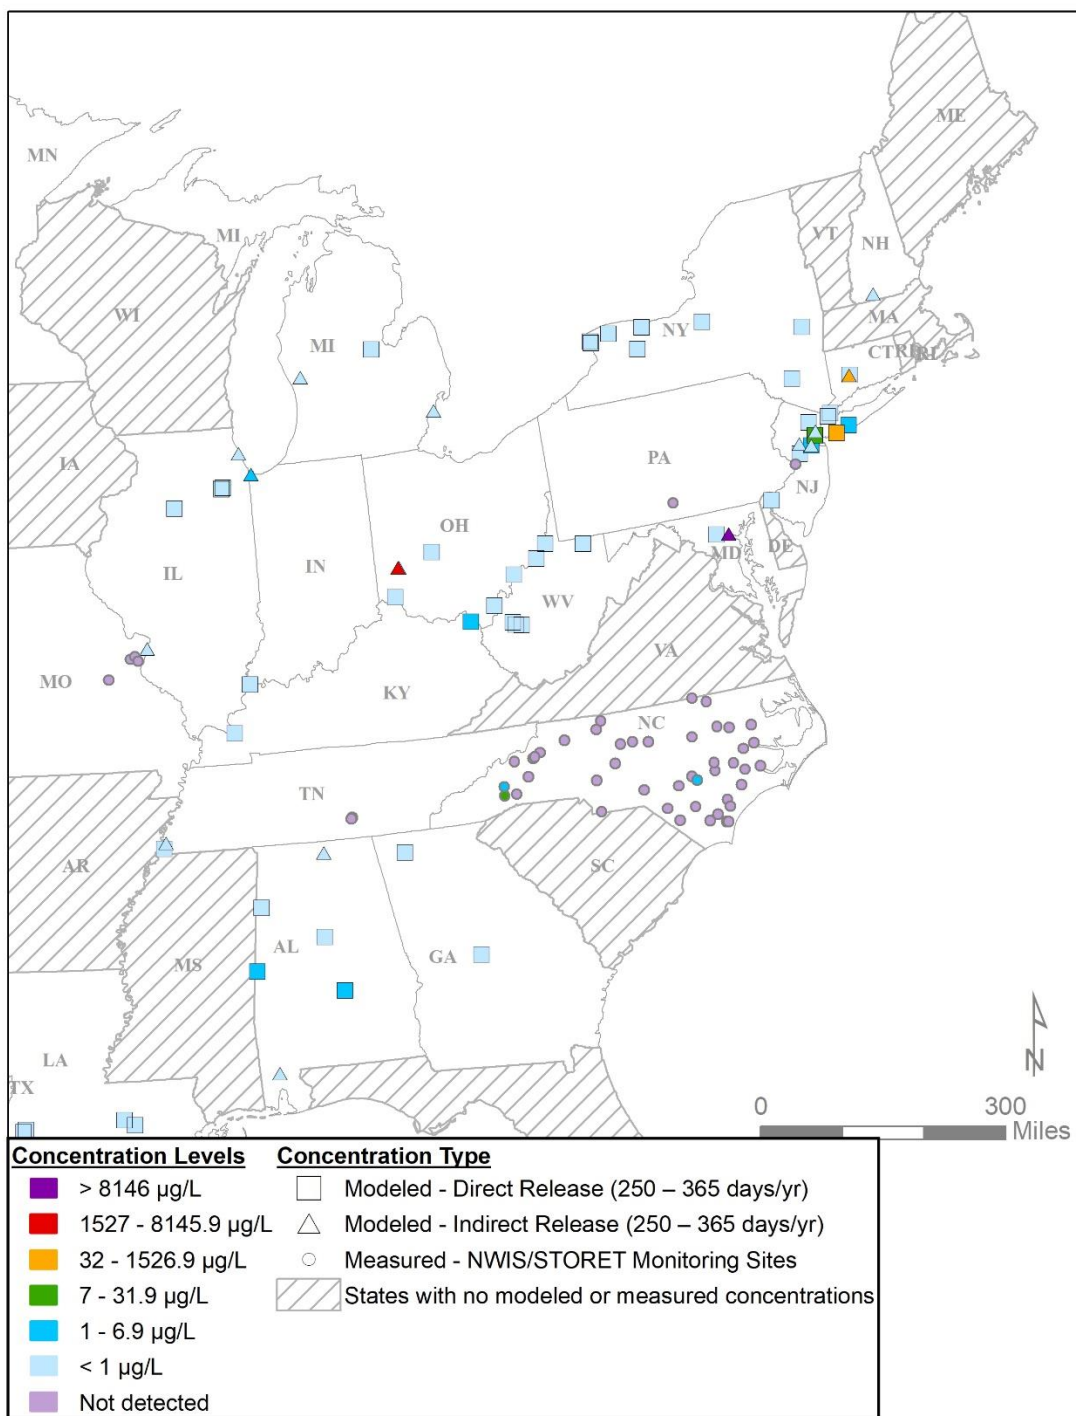 ME
MN
MI
VT
NH
WI
MA
NY
MI
CT RI
RI
IA
PA
NJ
OH
MD
DE
IL
IN
WV
VA
MO
KY
NC
TN
AR
SC
MS
AL
GA
LA
TX
N
0 300
Miles
Concentration Levels
> 8146 µg/L
1527 - 8145.9 µg/L
32 - 1526.9 µg/L
7 - 31.9 µg/L
1 - 6.9 µg/L
< 1 µg/L
Not detected
Concentration Type
Modeled - Direct Release (250 – 365 days/yr)
Modeled - Indirect Release (250 – 365 days/yr)
Measured - NWIS/STORET Monitoring Sites
States with no modeled or measured concentrations